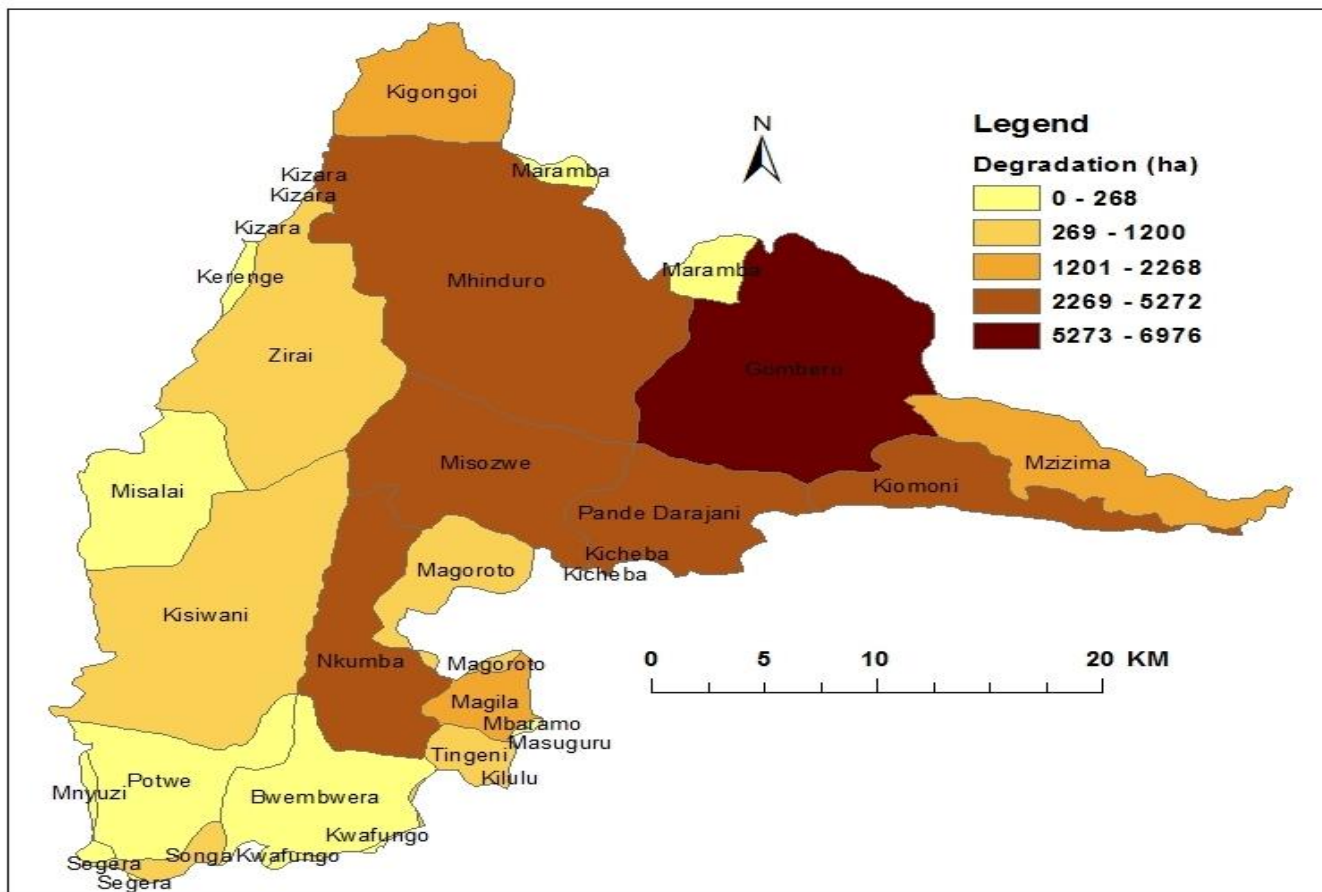 Kigongoi
N
Legend
Degradation (ha)
0 - 268
269 - 1200
1201 - 2268
2269 - 5272
5273 - 6976
Kizara
Maramba
Kizara
Kizara
Kerenge
Mhinduro
Maramba
Zirai
Gombero
Misalai
Misozwe
Mzizima
Kiomoni
Pande Darajani
Kicheba
Kicheba
Magoroto
Kisiwani
Nkumba
Magoroto
0 5 10 20 KM
Magila
Mbaramo
Masuguru
Tingeni
Kilulu
Potwe
Mnyuzi
Bwembwera
Kwafungo
Songa
Kwafungo
Segera
Segera